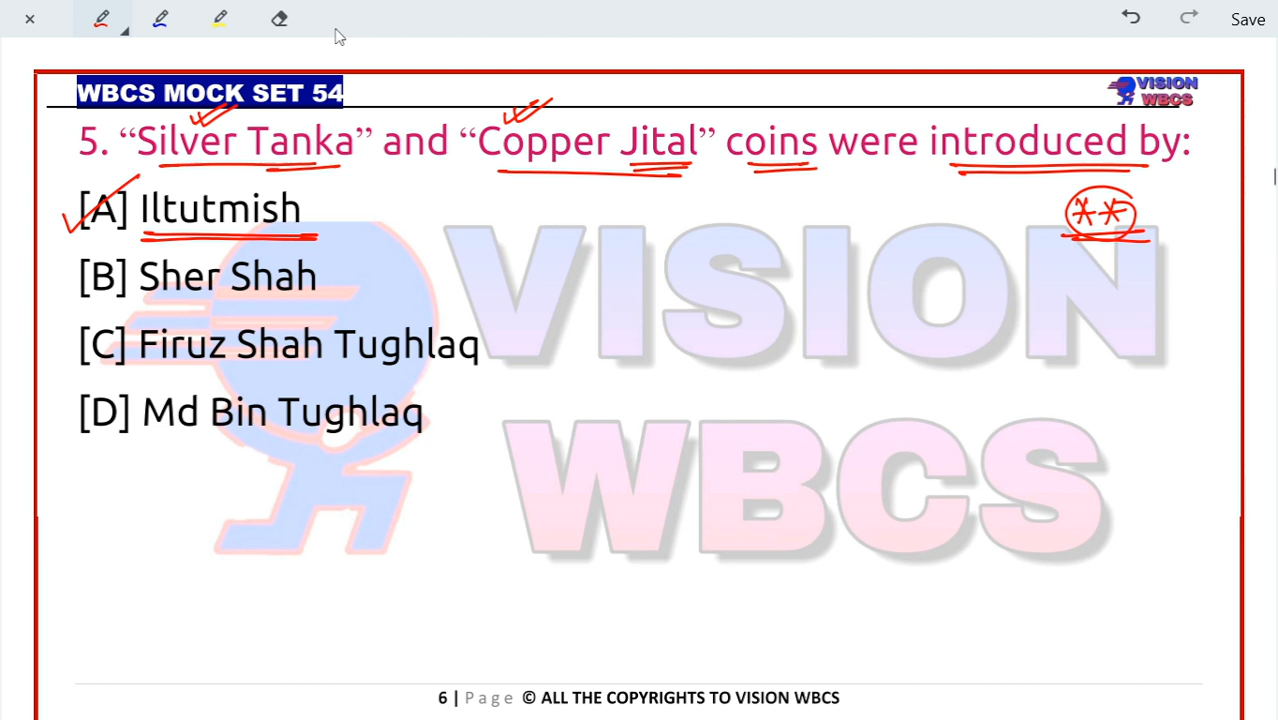 Save
WBCS MOCK SET 54
VISION
WBCS
5. “Silver Tanka” and “Copper Jital” coins were introduced by:
[A] Iltutmish
**
[B] Sher Shah
[C] Firuz Shah Tughlaq
[D] Md Bin Tughlaq
VISION
WBCS
6 | Page © ALL THE COPYRIGHTS TO VISION WBCS